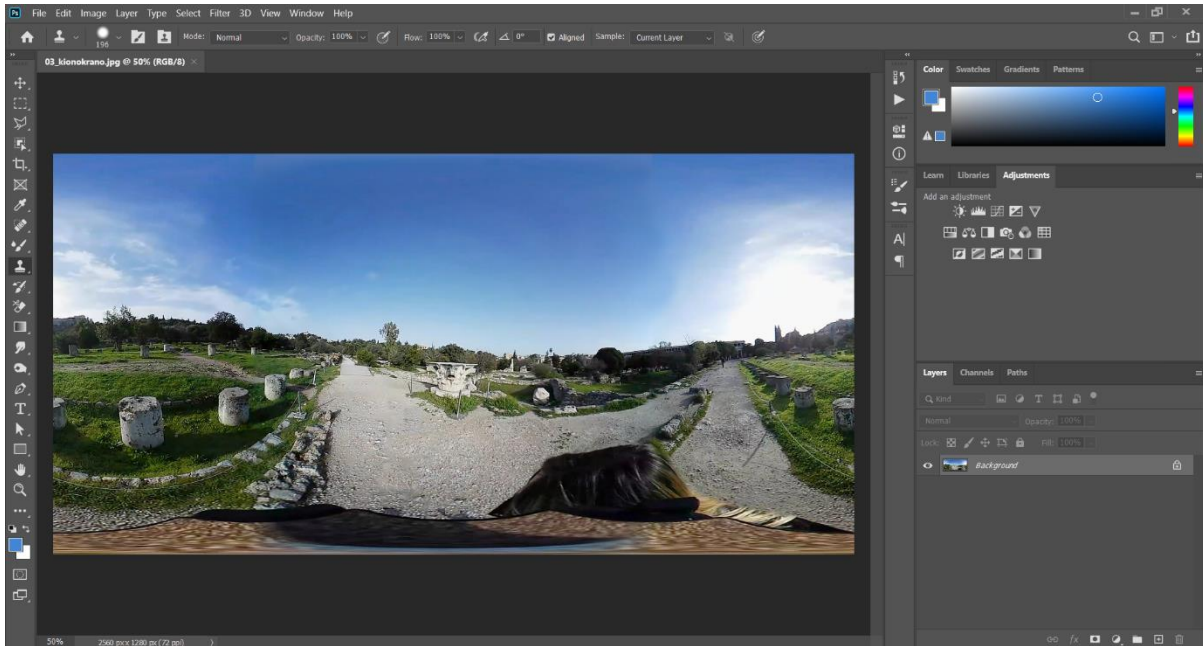 Ps File Edit Image Layer Type Select Filter 3D View Window Help
196 Mode: Normal Opacity: 100% Flow: 100% 0° Aligned Sample: Current Layer
03_kionokrano.jpg @ 50% (RGB/8) ×
Color Swatches Gradients Patterns
Learn Libraries Adjustments
Add an adjustment
Layers Channels Paths
Kind
Normal Opacity: 100%
Lock: Fill: 100%
Background
50% 2560 px x 1280 px (72 ppi)